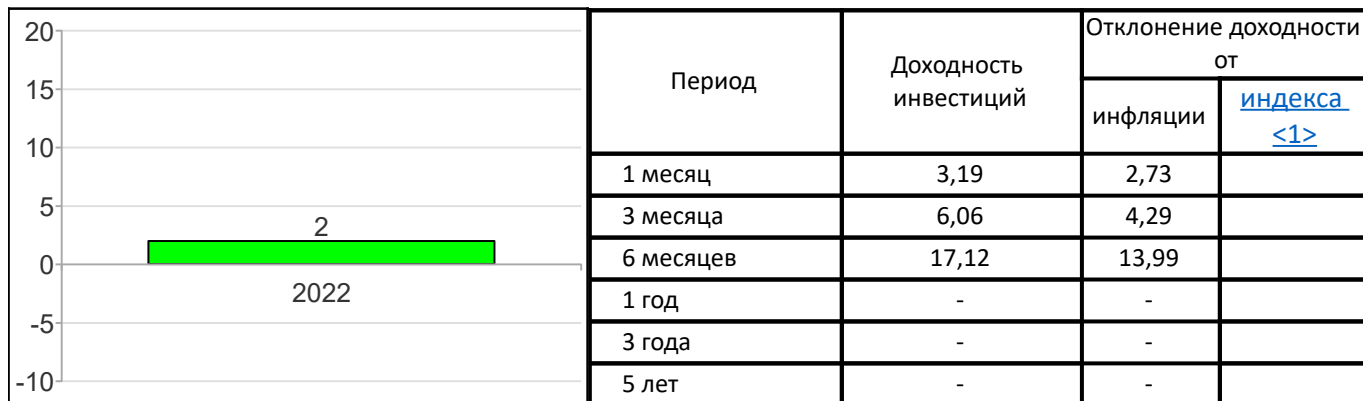 20
15
10
5
0
-5
-10
2
2022
Период
Доходность
инвестиций
Отклонение доходности
от
инфляции
индекса
<1>
1 месяц 3,19 2,73
3 месяца 6,06 4,29
6 месяцев 17,12 13,99
1 год - -
3 года - -
5 лет - -